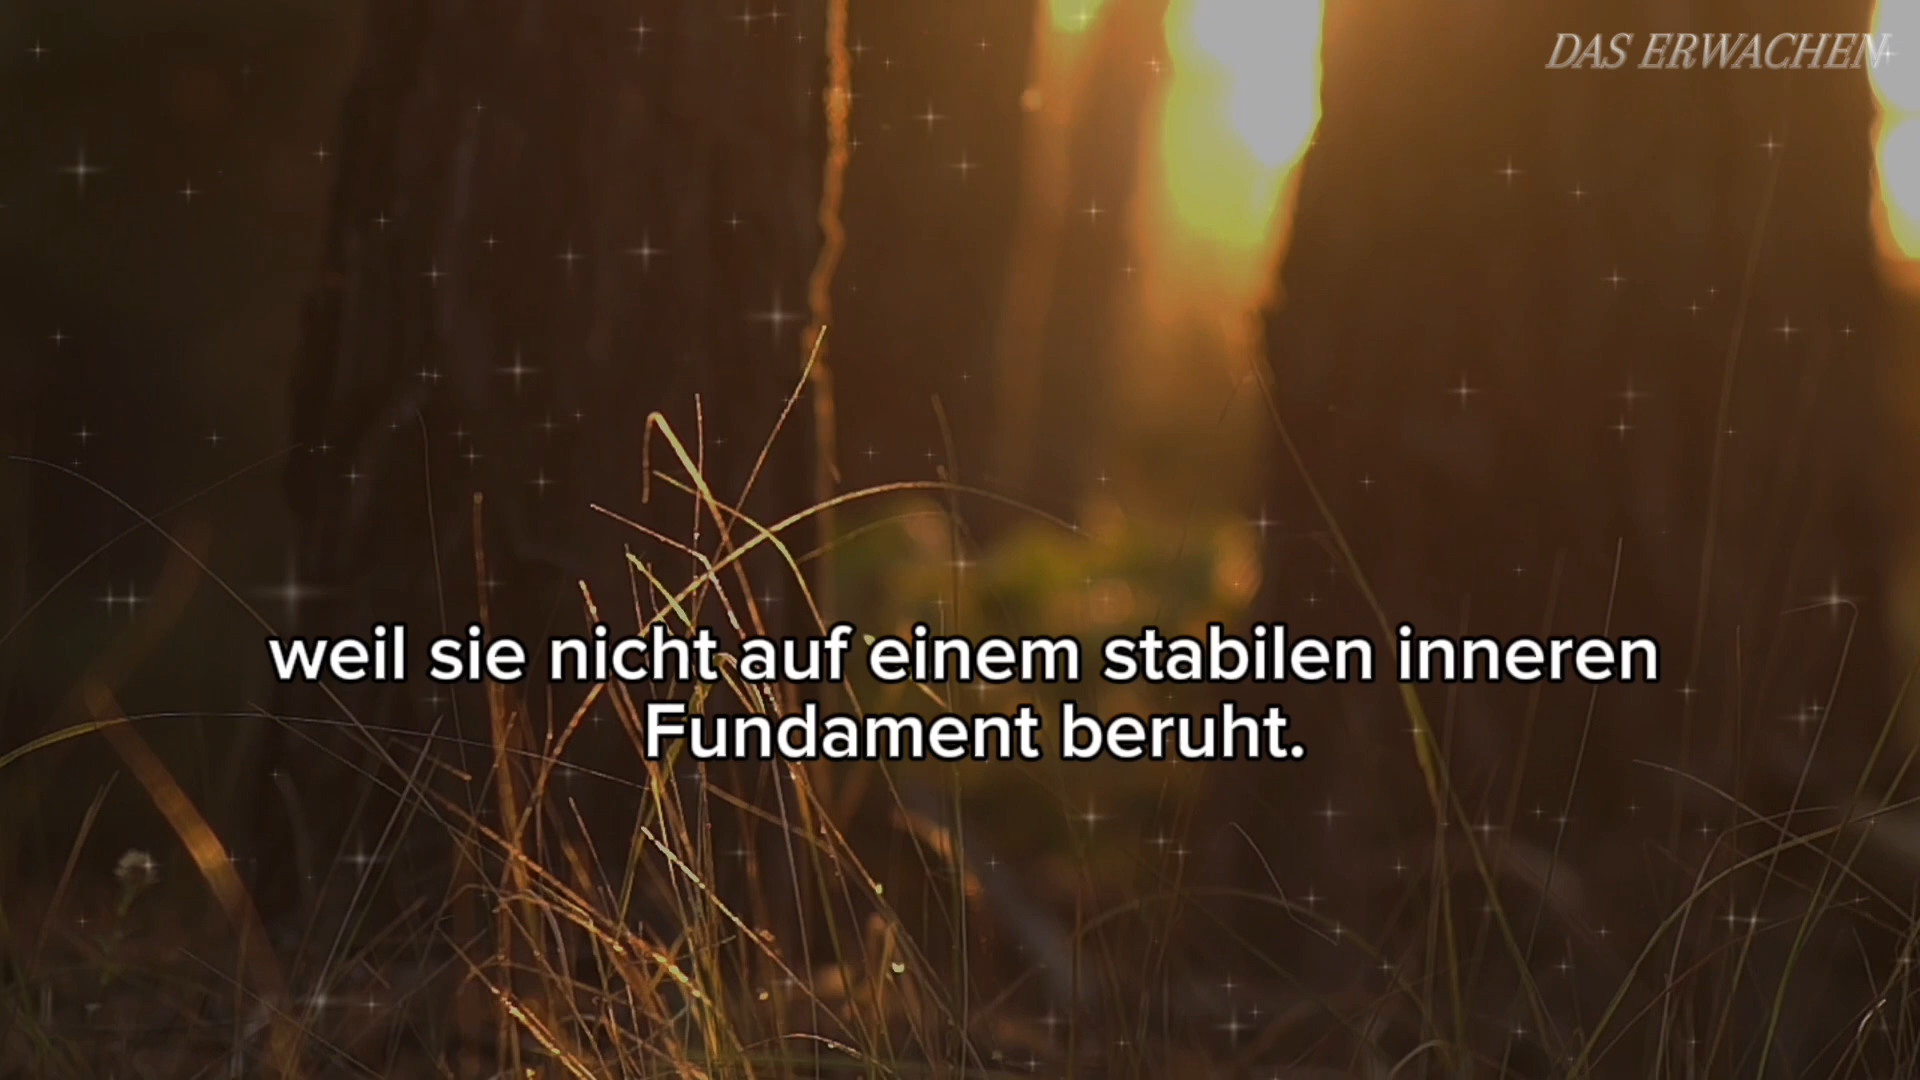 DAS ERWACHEN
weil sie nicht auf einem stabilen inneren
Fundament beruht.